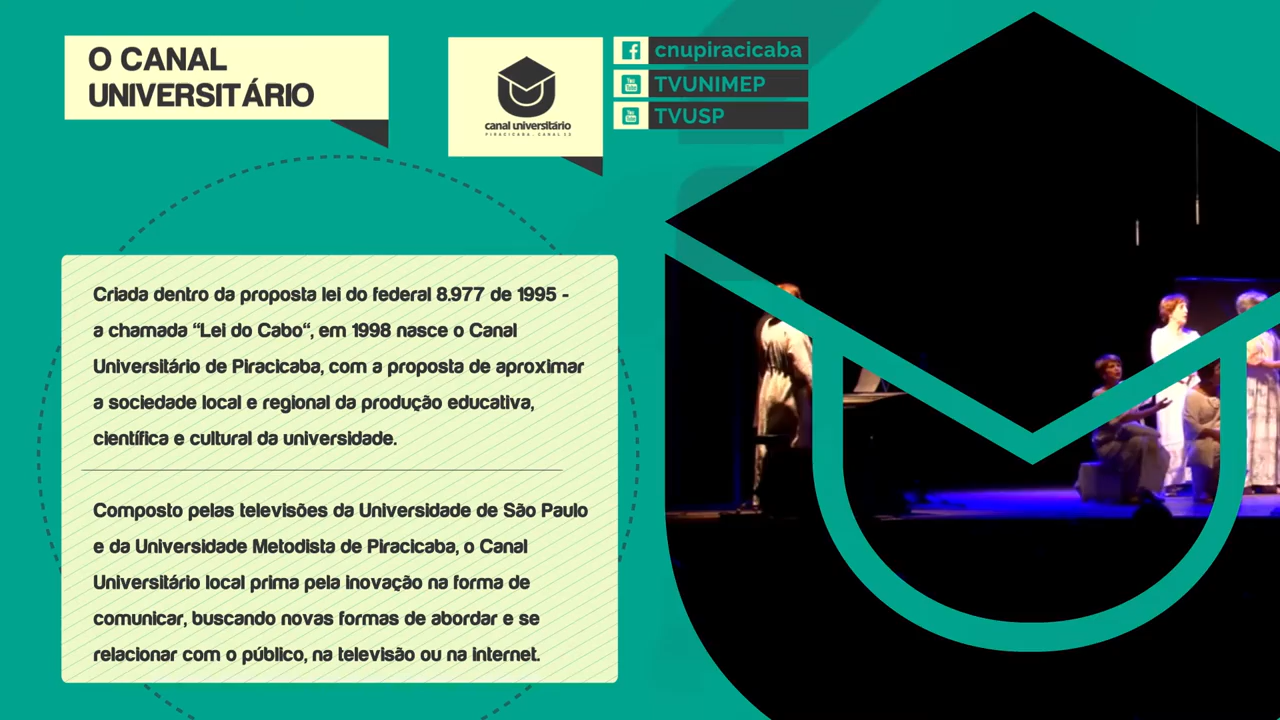 O CANAL
UNIVERSITÁRIO
canal universitário
PIRACICABA . CANAL 13
cnupiracicaba
TVUNIMEP
TVUSP
Criada dentro da proposta lei do federal 8.977 de 1995 -
a chamada “Lei do Cabo“, em 1998 nasce o Canal
Universitário de Piracicaba, com a proposta de aproximar
a sociedade local e regional da produção educativa,
científica e cultural da universidade.
Composto pelas televisões da Universidade de São Paulo
e da Universidade Metodista de Piracicaba, o Canal
Universitário local prima pela inovação na forma de
comunicar, buscando novas formas de abordar e se
relacionar com o público, na televisão ou na internet.